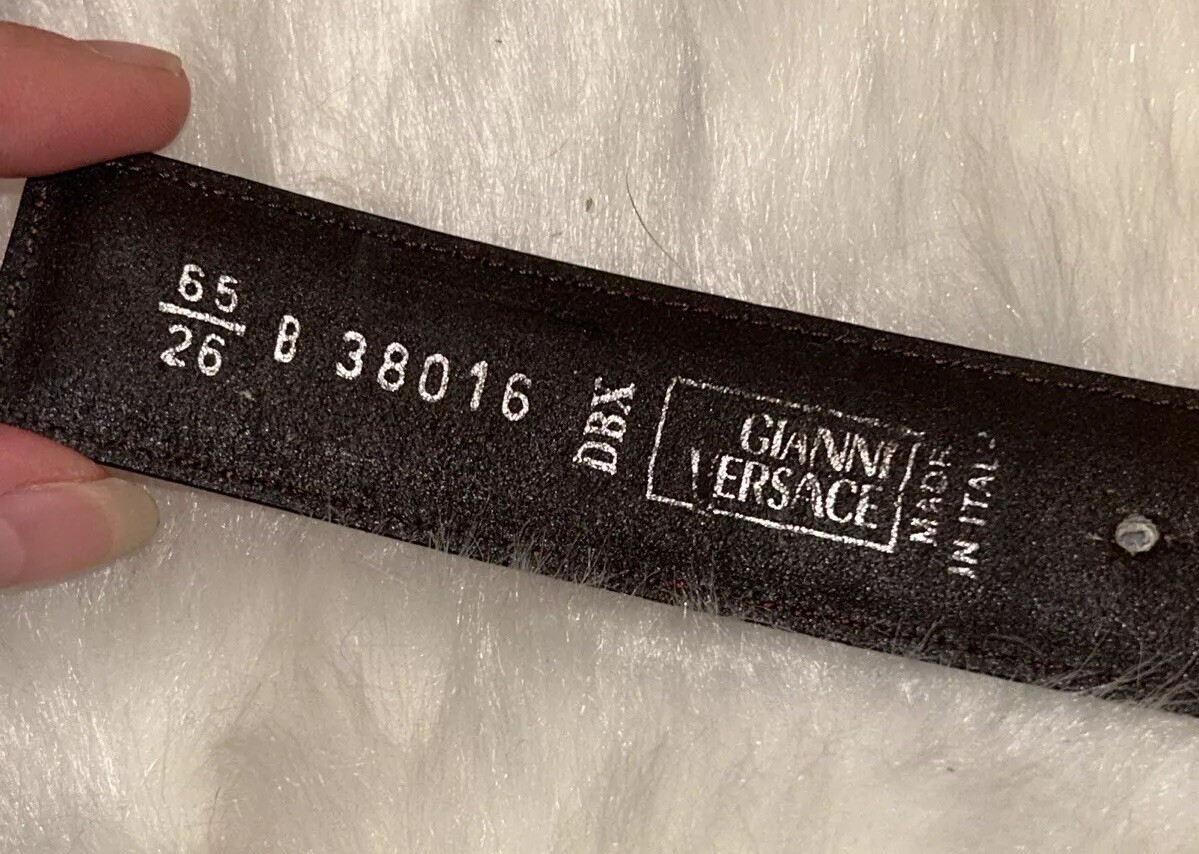 65
26
B 38016
DBX
GIANNI
VERSACE
MADE
IN ITALY